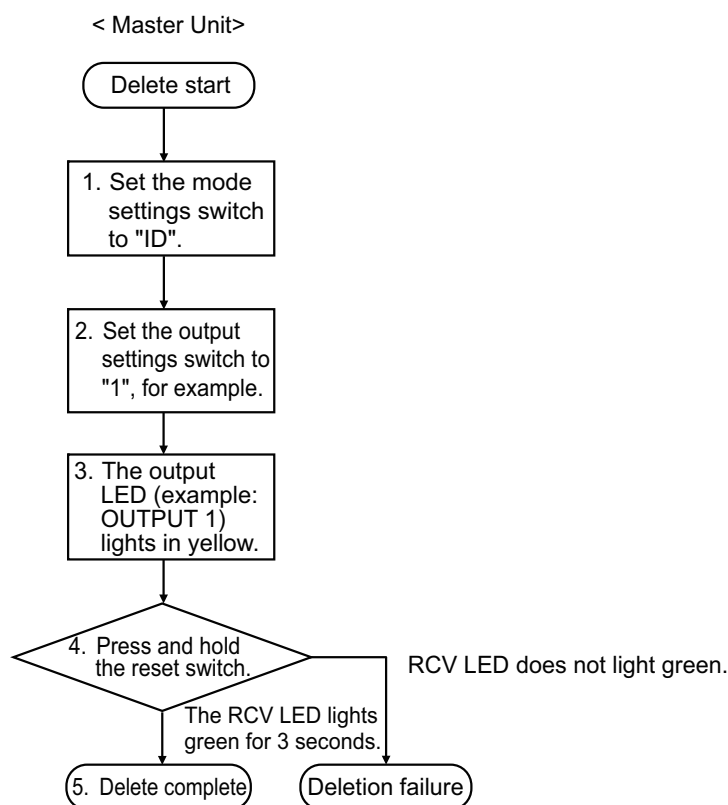 < Master Unit>
Delete start
1. Set the mode
settings switch
to "ID".
2. Set the output
settings switch to
"1", for example.
3. The output
LED (example:
OUTPUT 1)
lights in yellow.
4. Press and hold
the reset switch.
RCV LED does not light green.
The RCV LED lights
green for 3 seconds.
5. Delete complete
Deletion failure